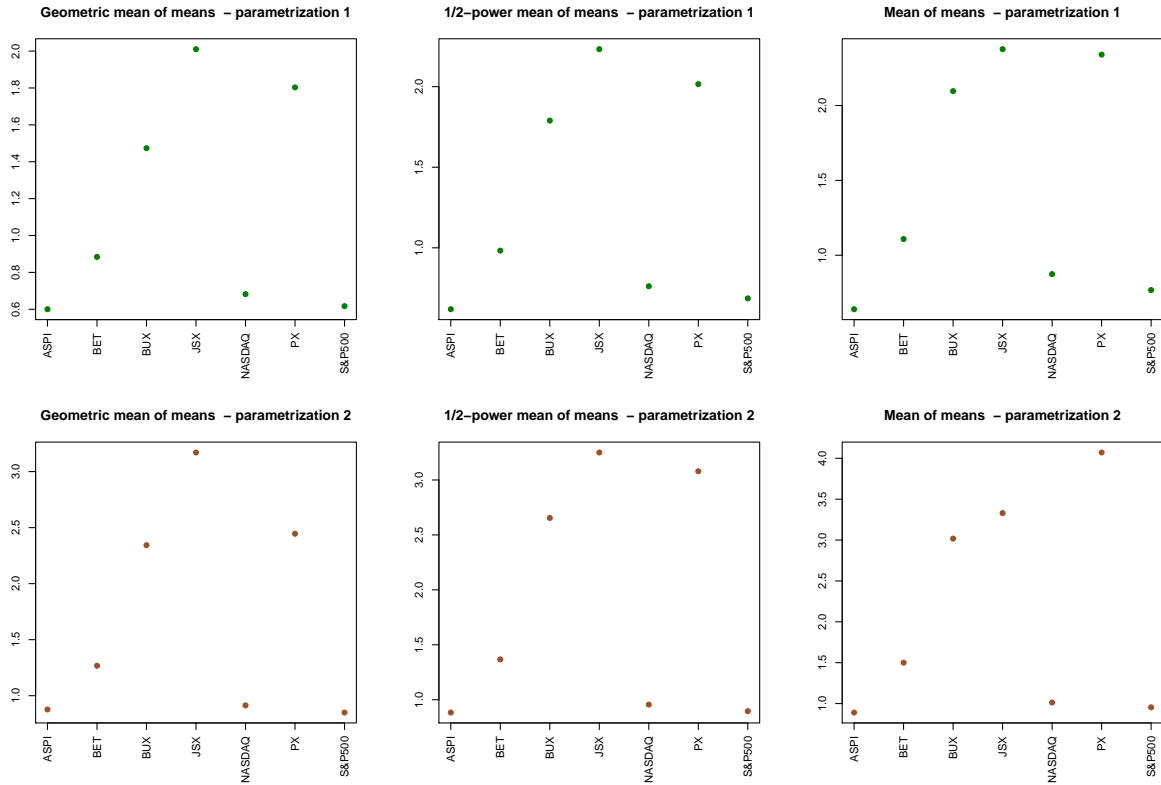 Geometric mean of means – parametrization 1
2.0
1.8
1.6
1.4
1.2
1.0
0.8
0.6
ASPI
BET
BUX
JSX
NASDAQ
PX
S&P500
1/2–power mean of means – parametrization 1
2.0
1.5
1.0
ASPI
BET
BUX
JSX
NASDAQ
PX
S&P500
Mean of means – parametrization 1
2.0
1.5
1.0
ASPI
BET
BUX
JSX
NASDAQ
PX
S&P500
Geometric mean of means – parametrization 2
3.0
2.5
2.0
1.5
1.0
ASPI
BET
BUX
JSX
NASDAQ
PX
S&P500
1/2–power mean of means – parametrization 2
3.0
2.5
2.0
1.5
1.0
ASPI
BET
BUX
JSX
NASDAQ
PX
S&P500
Mean of means – parametrization 2
4.0
3.5
3.0
2.5
2.0
1.5
1.0
ASPI
BET
BUX
JSX
NASDAQ
PX
S&P500